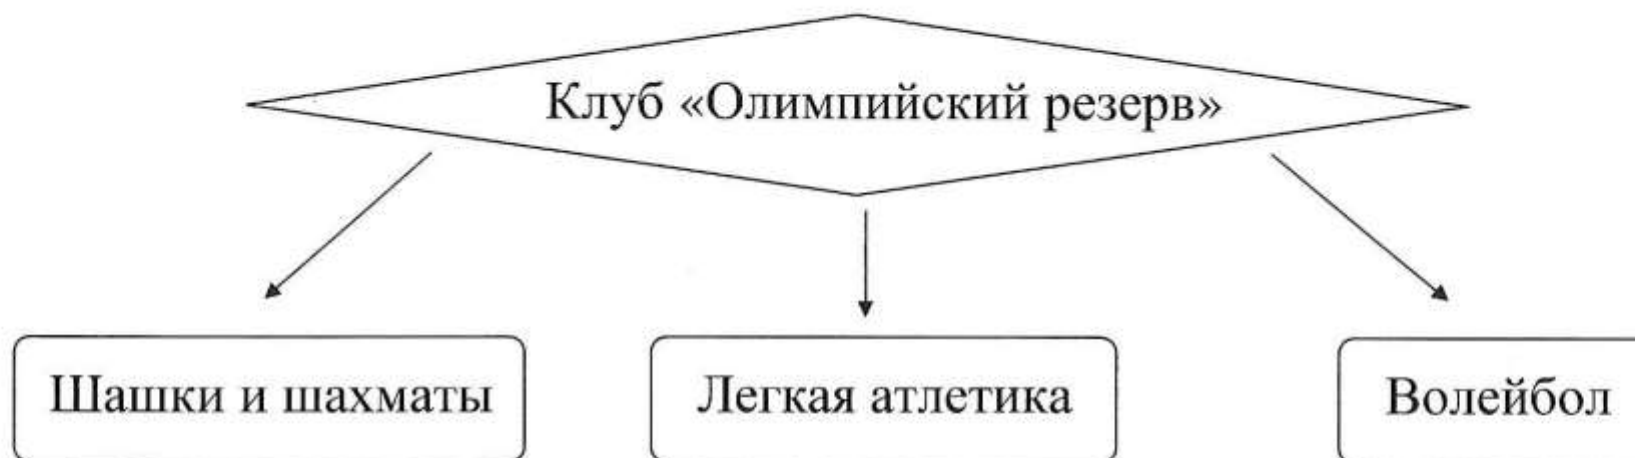 Клуб «Олимпийский резерв»
Шашки и шахматы
Легкая атлетика
Волейбол